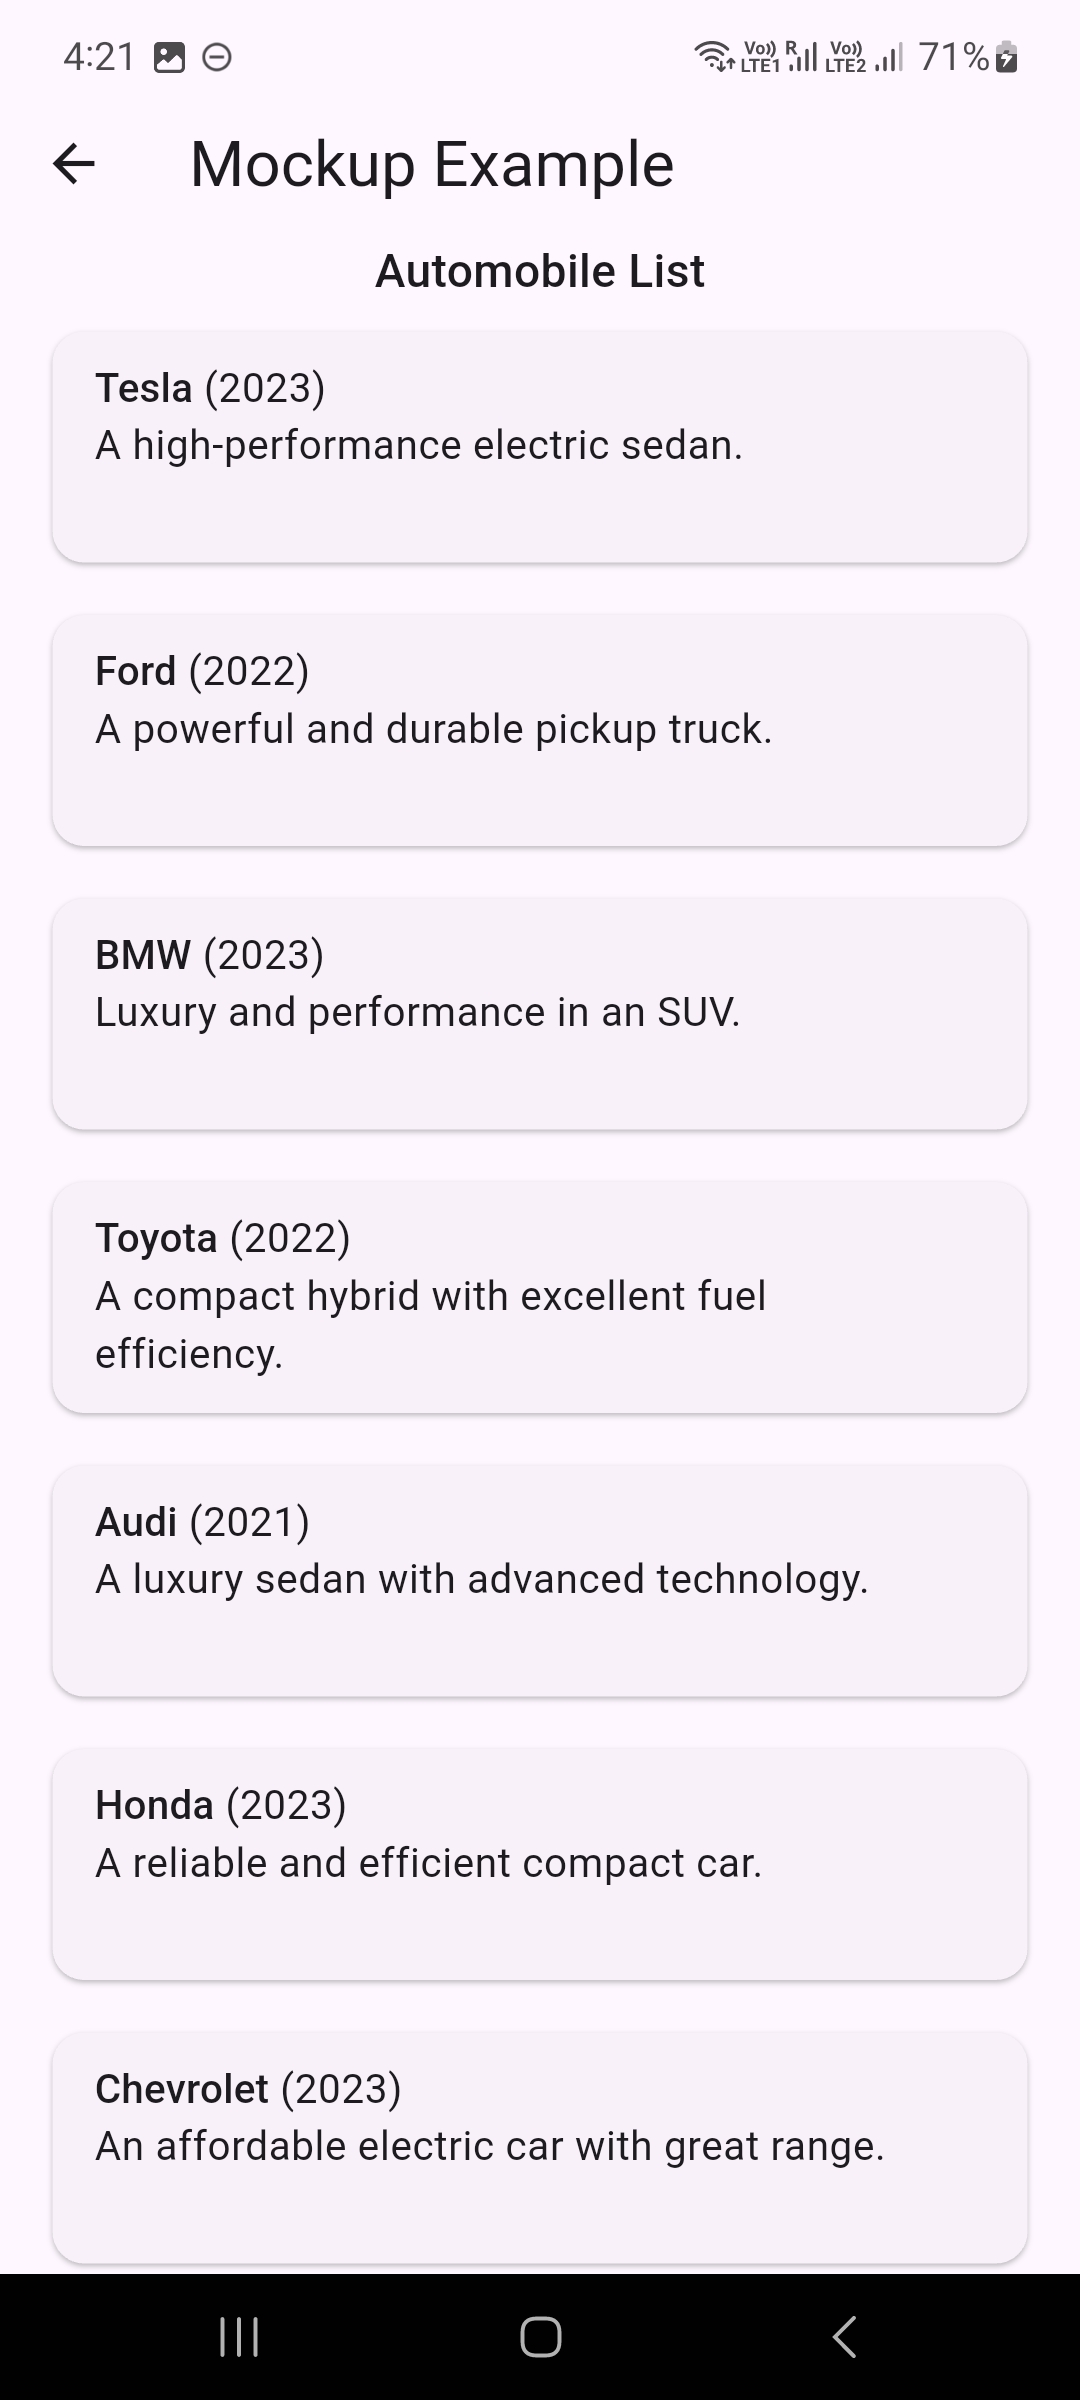 4:21
Vo)) R Vo)) 71%
LTE1 LTE2
Mockup Example
Automobile List
Tesla (2023)
A high-performance electric sedan.
Ford (2022)
A powerful and durable pickup truck.
BMW (2023)
Luxury and performance in an SUV.
Toyota (2022)
A compact hybrid with excellent fuel
efficiency.
Audi (2021)
A luxury sedan with advanced technology.
Honda (2023)
A reliable and efficient compact car.
Chevrolet (2023)
An affordable electric car with great range.